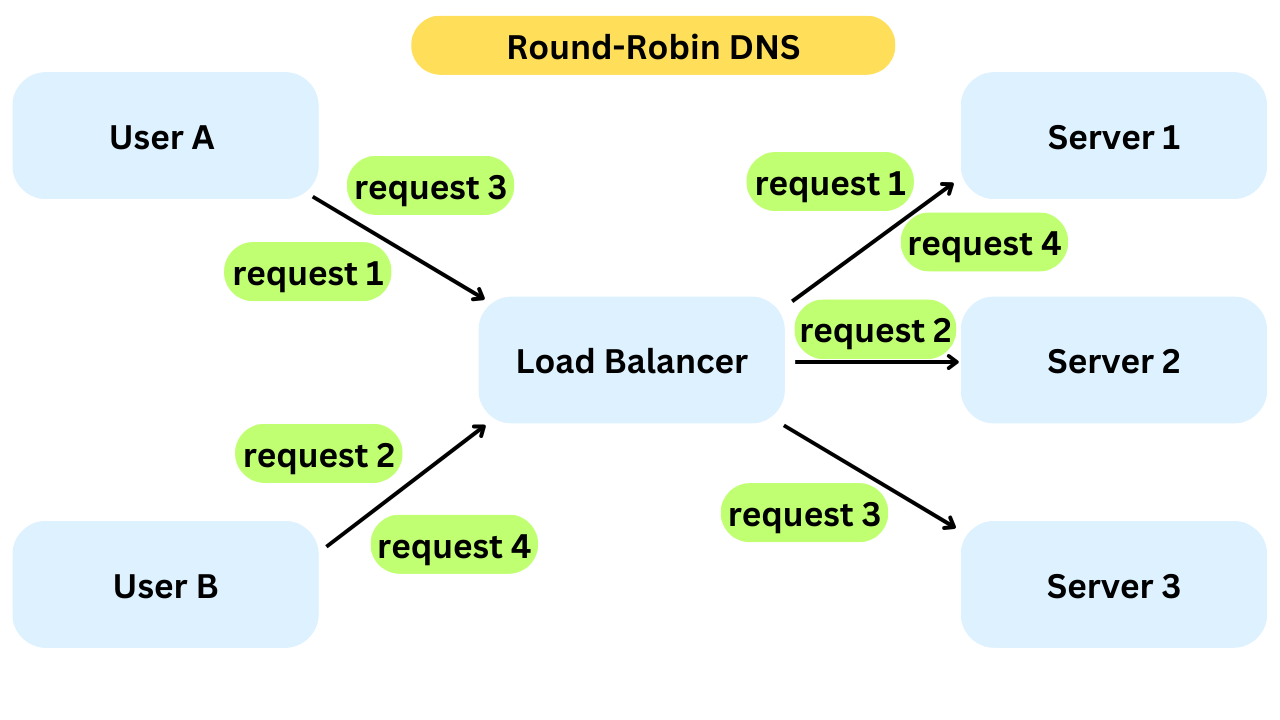 Round-Robin DNS
User A
Server 1
request 3
request 1
request 1
request 4
request 2
Load Balancer
Server 2
request 2
request 4
request 3
User B
Server 3